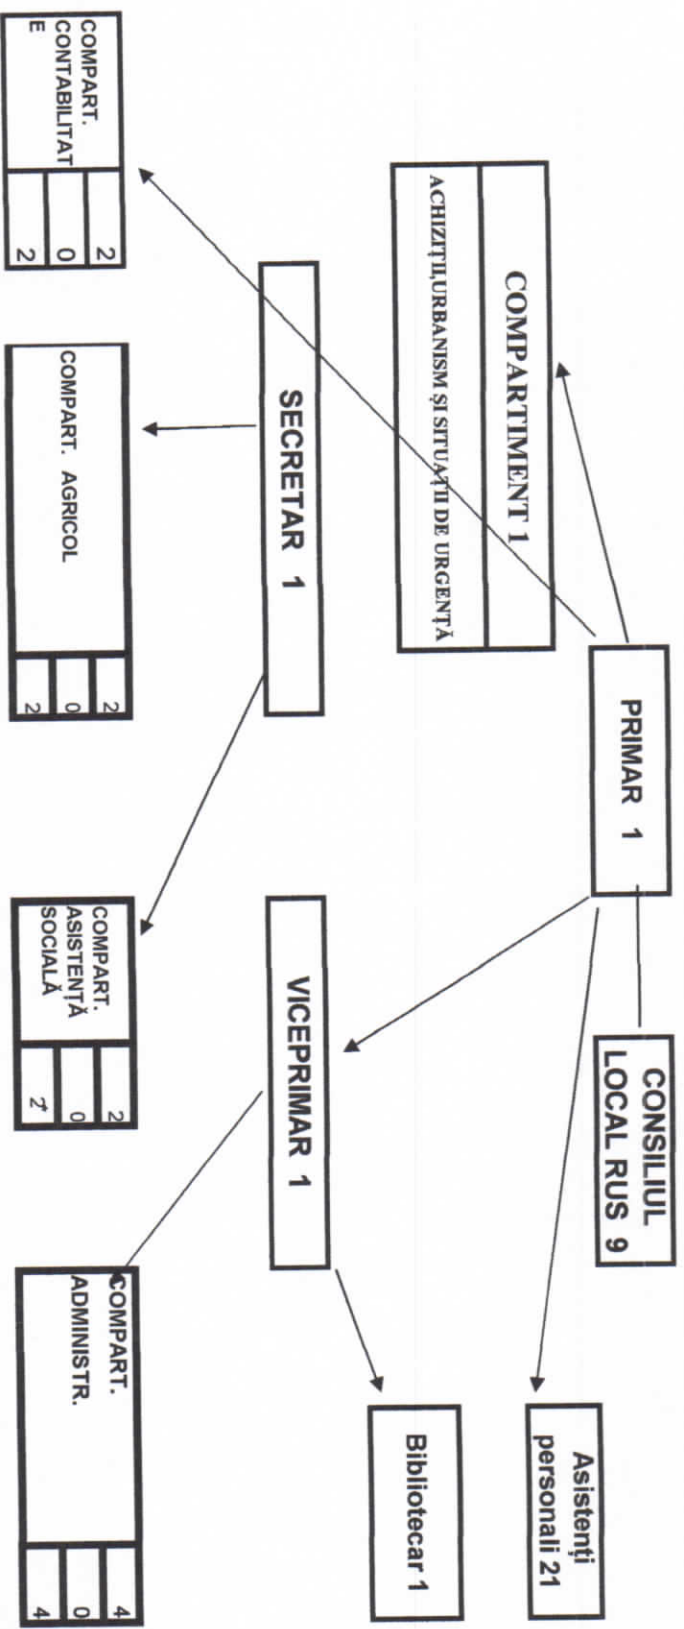 CONSILIUL
LOCAL RUS 9
PRIMAR 1
Asistenți
personali 21
COMPARTIMENT 1
ACHIZIȚII,URBANISM ȘI SITUAȚII DE URGENȚĂ
Bibliotecar 1
SECRETAR 1
VICEPRIMAR 1
COMPART.
CONTABILITAT
E
2
0
2
COMPART. AGRICOL
2
0
2
COMPART.
ASISTENȚĂ
SOCIALĂ
2
0
2*
COMPART.
ADMINISTR.
4
0
4